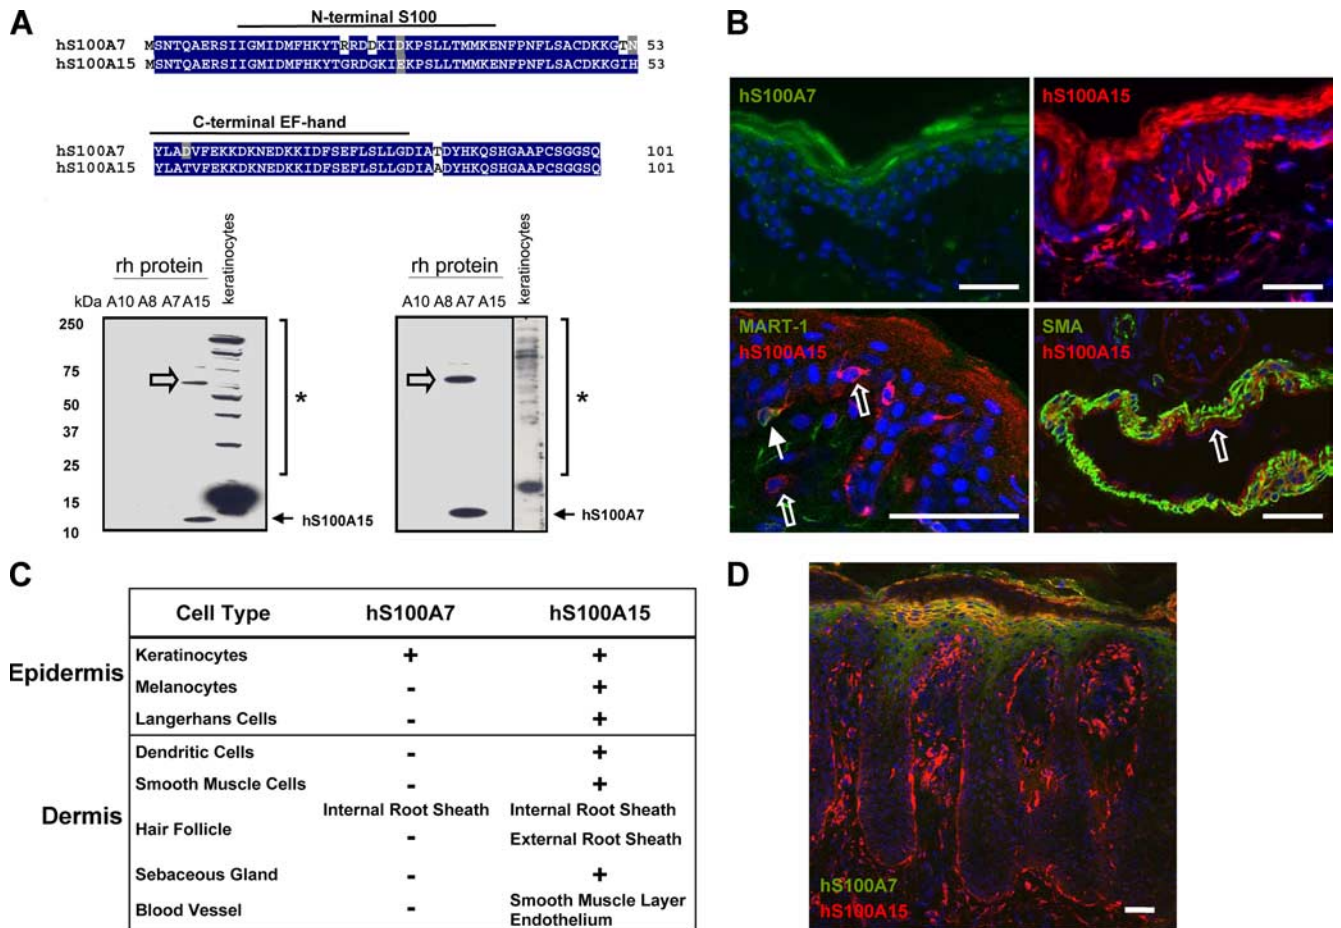 A
N-terminal S100
hS100A7 MSNTQAERSIIGMIDMFHKYTRRDDKIDKPSLLTMMKENFPNFLSACDKKGTN 53
hS100A15 MSNTQAERSIIGMIDMFHKYTGRDGKIEKPSLLTMMKENFPNFLSACDKKGIH 53
C-terminal EF-hand
hS100A7 YLADVFEKKDKNEDKKIDFSEFLSLLGDIATDYHKQSHGAAPCSGGSQ 101
hS100A15 YLATVFEKKDKNEDKKIDFSEFLSLLGDIAADYHKQSHGAAPCSGGSQ 101
rh protein
keratinocytes
kDa A10 A8 A7 A15
250
75
50
37
25
15
10
*
hS100A15
rh protein
keratinocytes
A10 A8 A7 A15
*
hS100A7
B
hS100A7
hS100A15
MART-1
hS100A15
SMA
hS100A15
C
Cell Type hS100A7 hS100A15
Epidermis
Keratinocytes + +
Melanocytes - +
Langerhans Cells - +
Dermis
Dendritic Cells - +
Smooth Muscle Cells - +
Hair Follicle
Internal Root Sheath Internal Root Sheath
- External Root Sheath
Sebaceous Gland - +
Blood Vessel - Smooth Muscle Layer
Endothelium
D
hS100A7
hS100A15